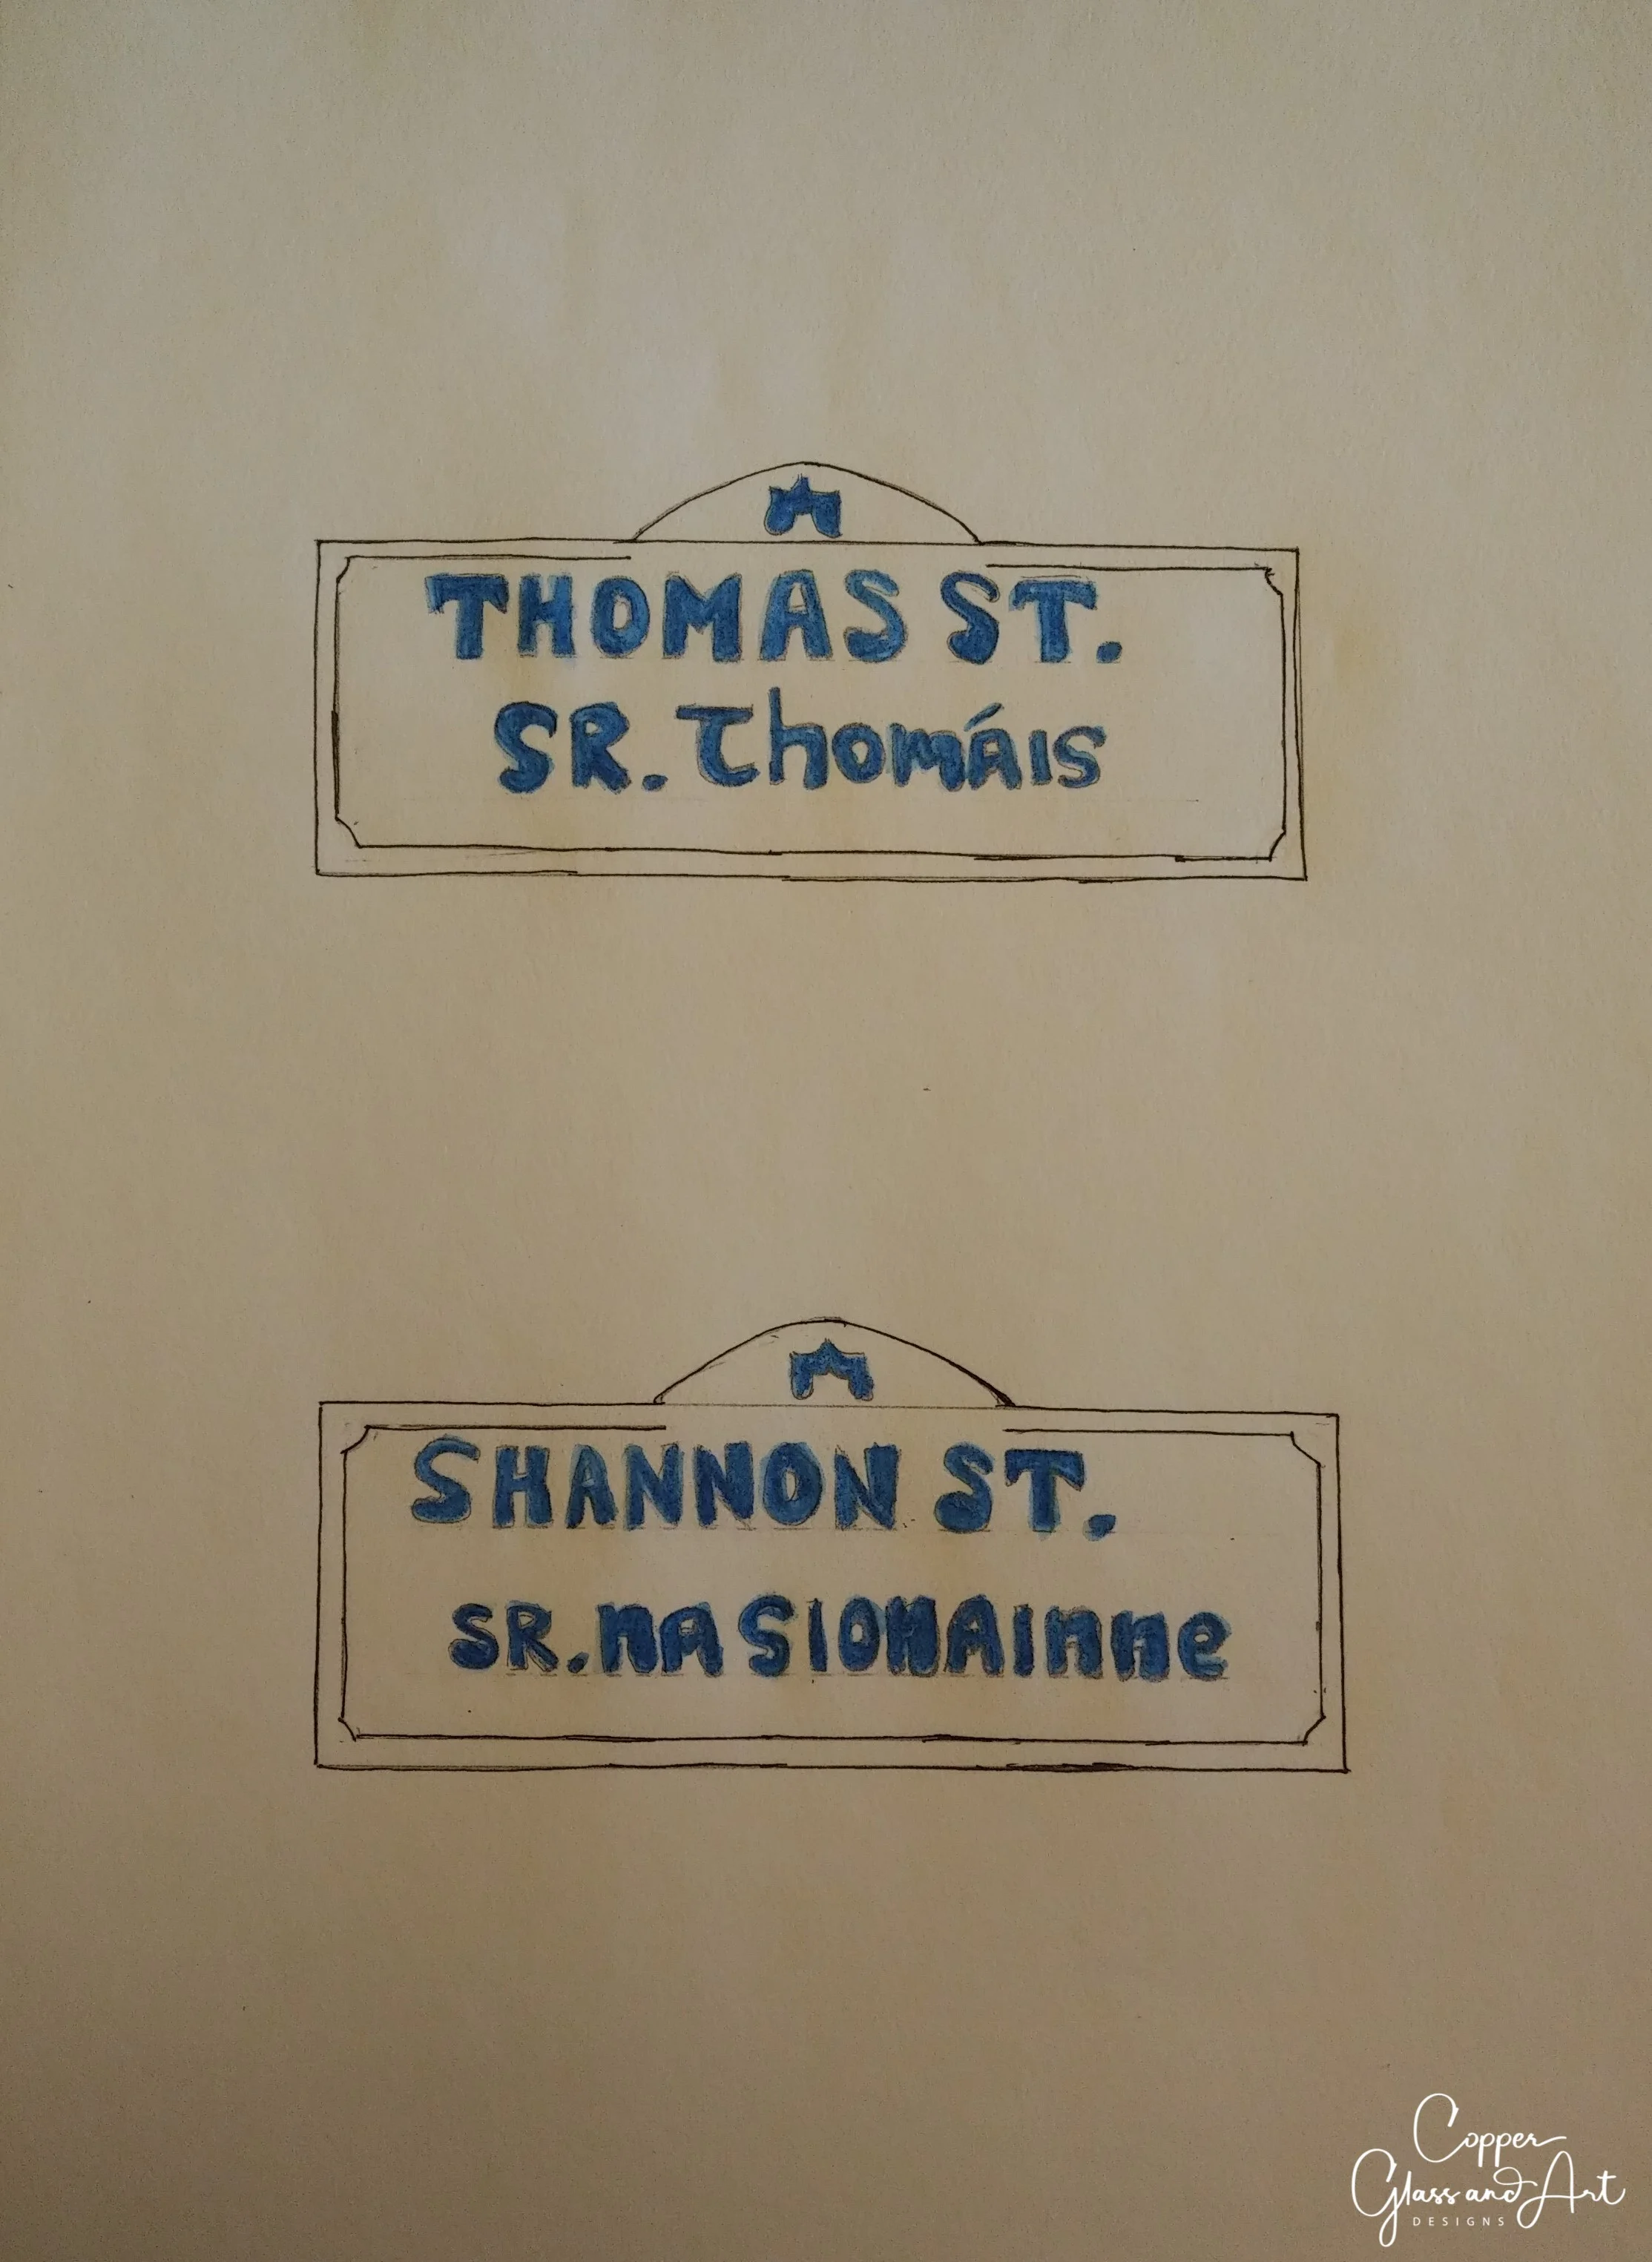 THOMAS ST.
SR. Thomáis
SHANNON ST.
SR. na SIONAInne
Copper
Glass and Art
DESIGNS